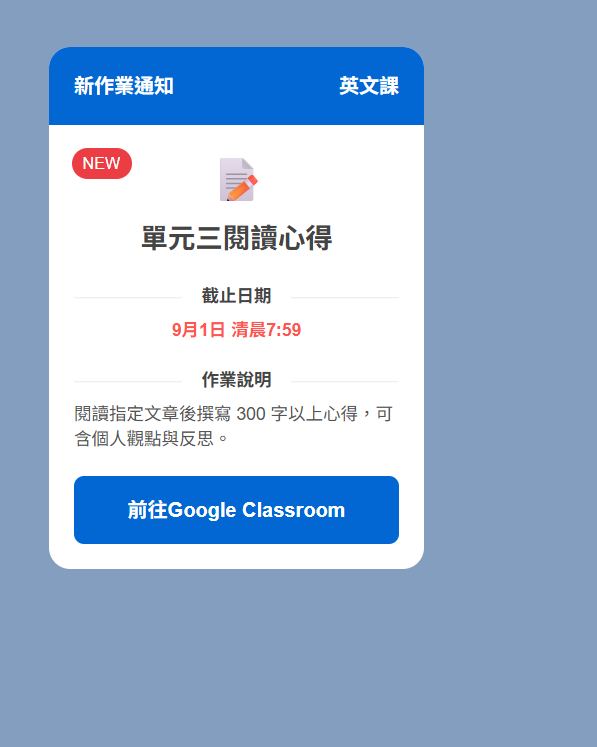 新作業通知
英文課
NEW
單元三閱讀心得
截止日期
9月1日 清晨7:59
作業說明
閱讀指定文章後撰寫 300 字以上心得，可
含個人觀點與反思。
前往Google Classroom